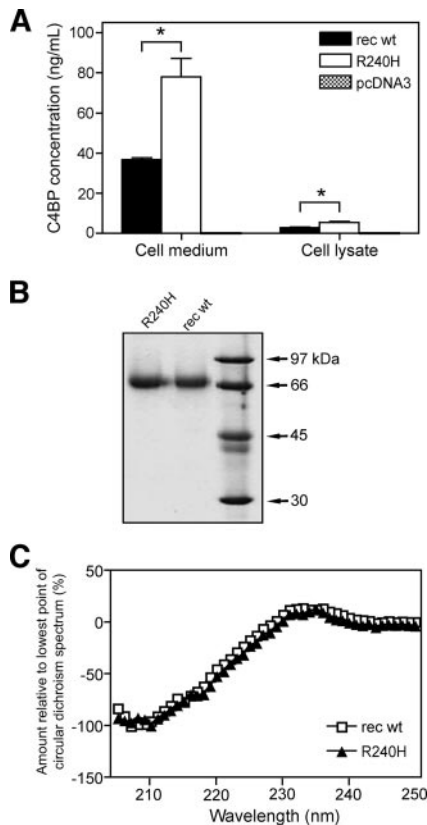 A
C4BP concentration (ng/mL)
100
80
60
40
20
0
*
*
rec wt
R240H
pcDNA3
Cell medium
Cell lysate
B
R240H
rec wt
97 kDa
66
45
30
C
Amount relative to lowest point of
circular dichroism spectrum (%)
50
0
-50
-100
-150
rec wt
R240H
210
220
230
240
250
Wavelength (nm)